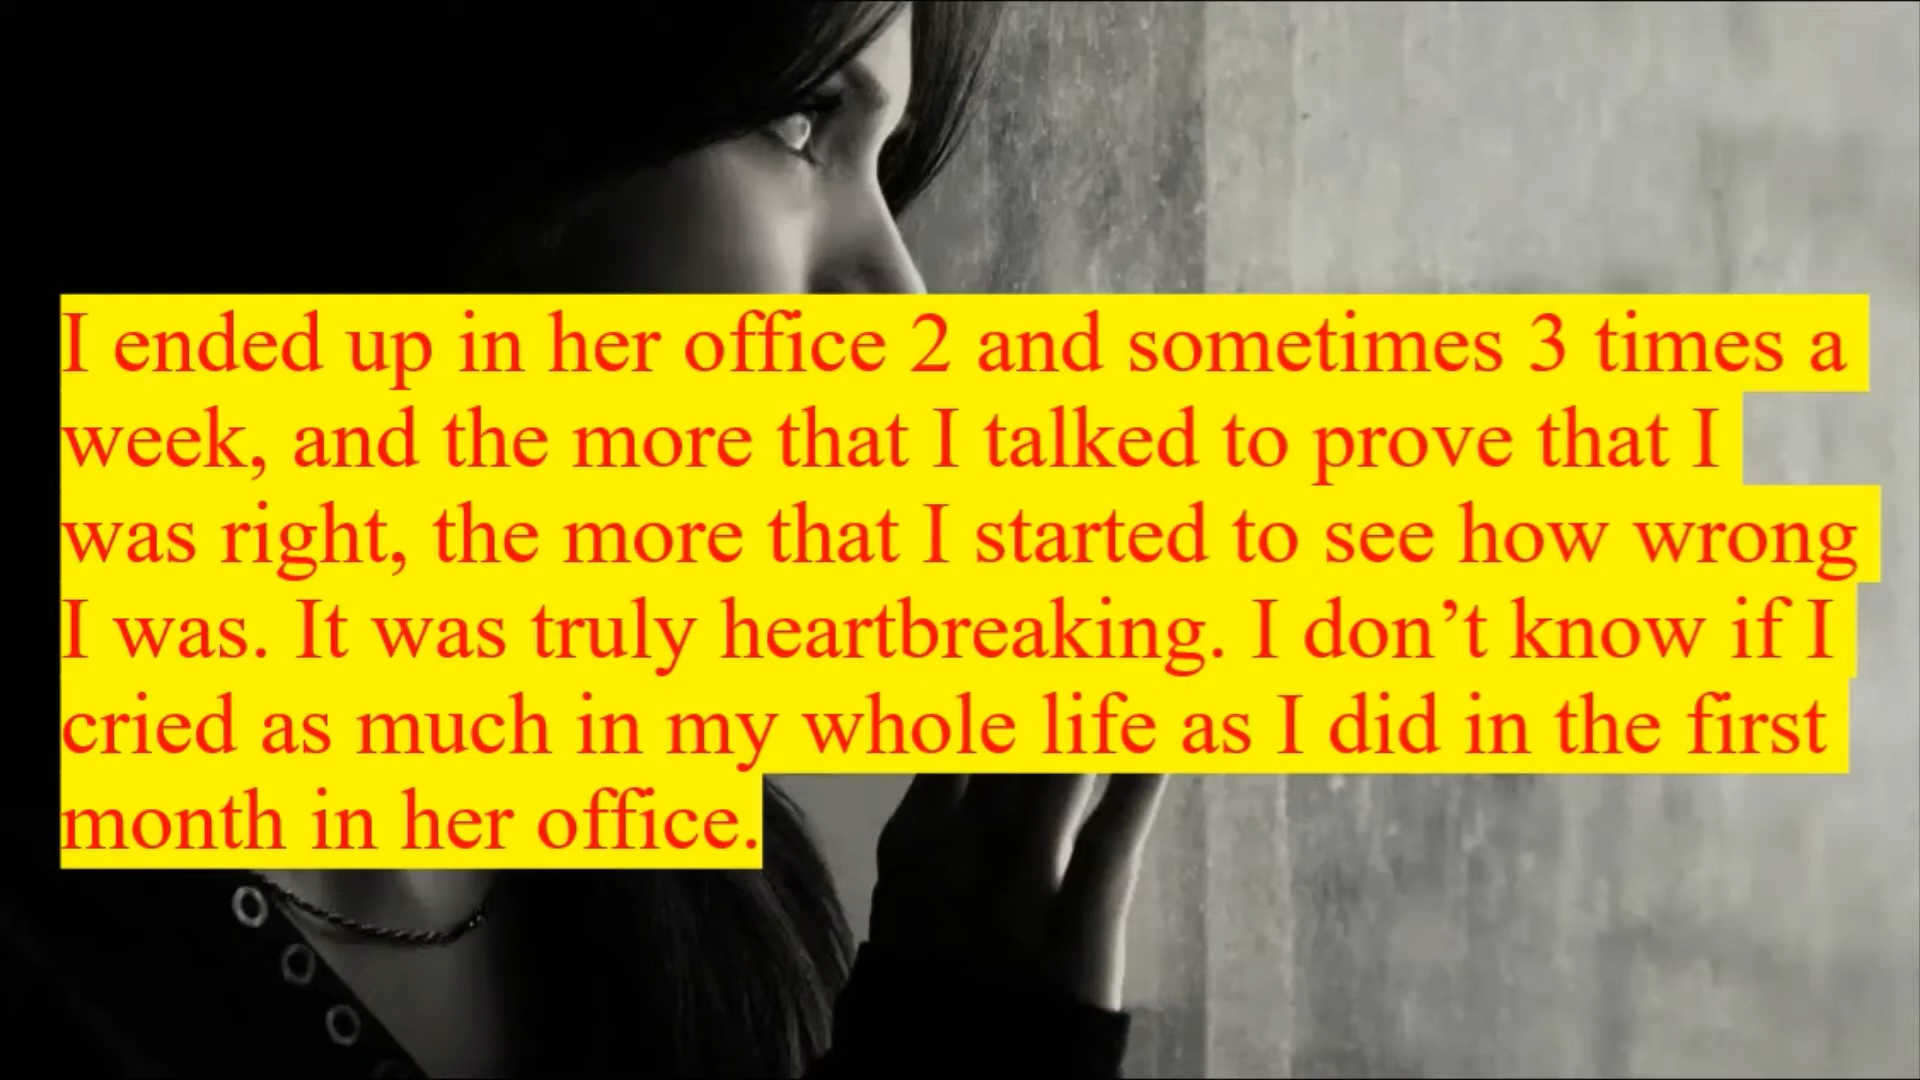 I ended up in her office 2 and sometimes 3 times a
week, and the more that I talked to prove that I
was right, the more that I started to see how wrong
I was. It was truly heartbreaking. I don’t know if I
cried as much in my whole life as I did in the first
month in her office.